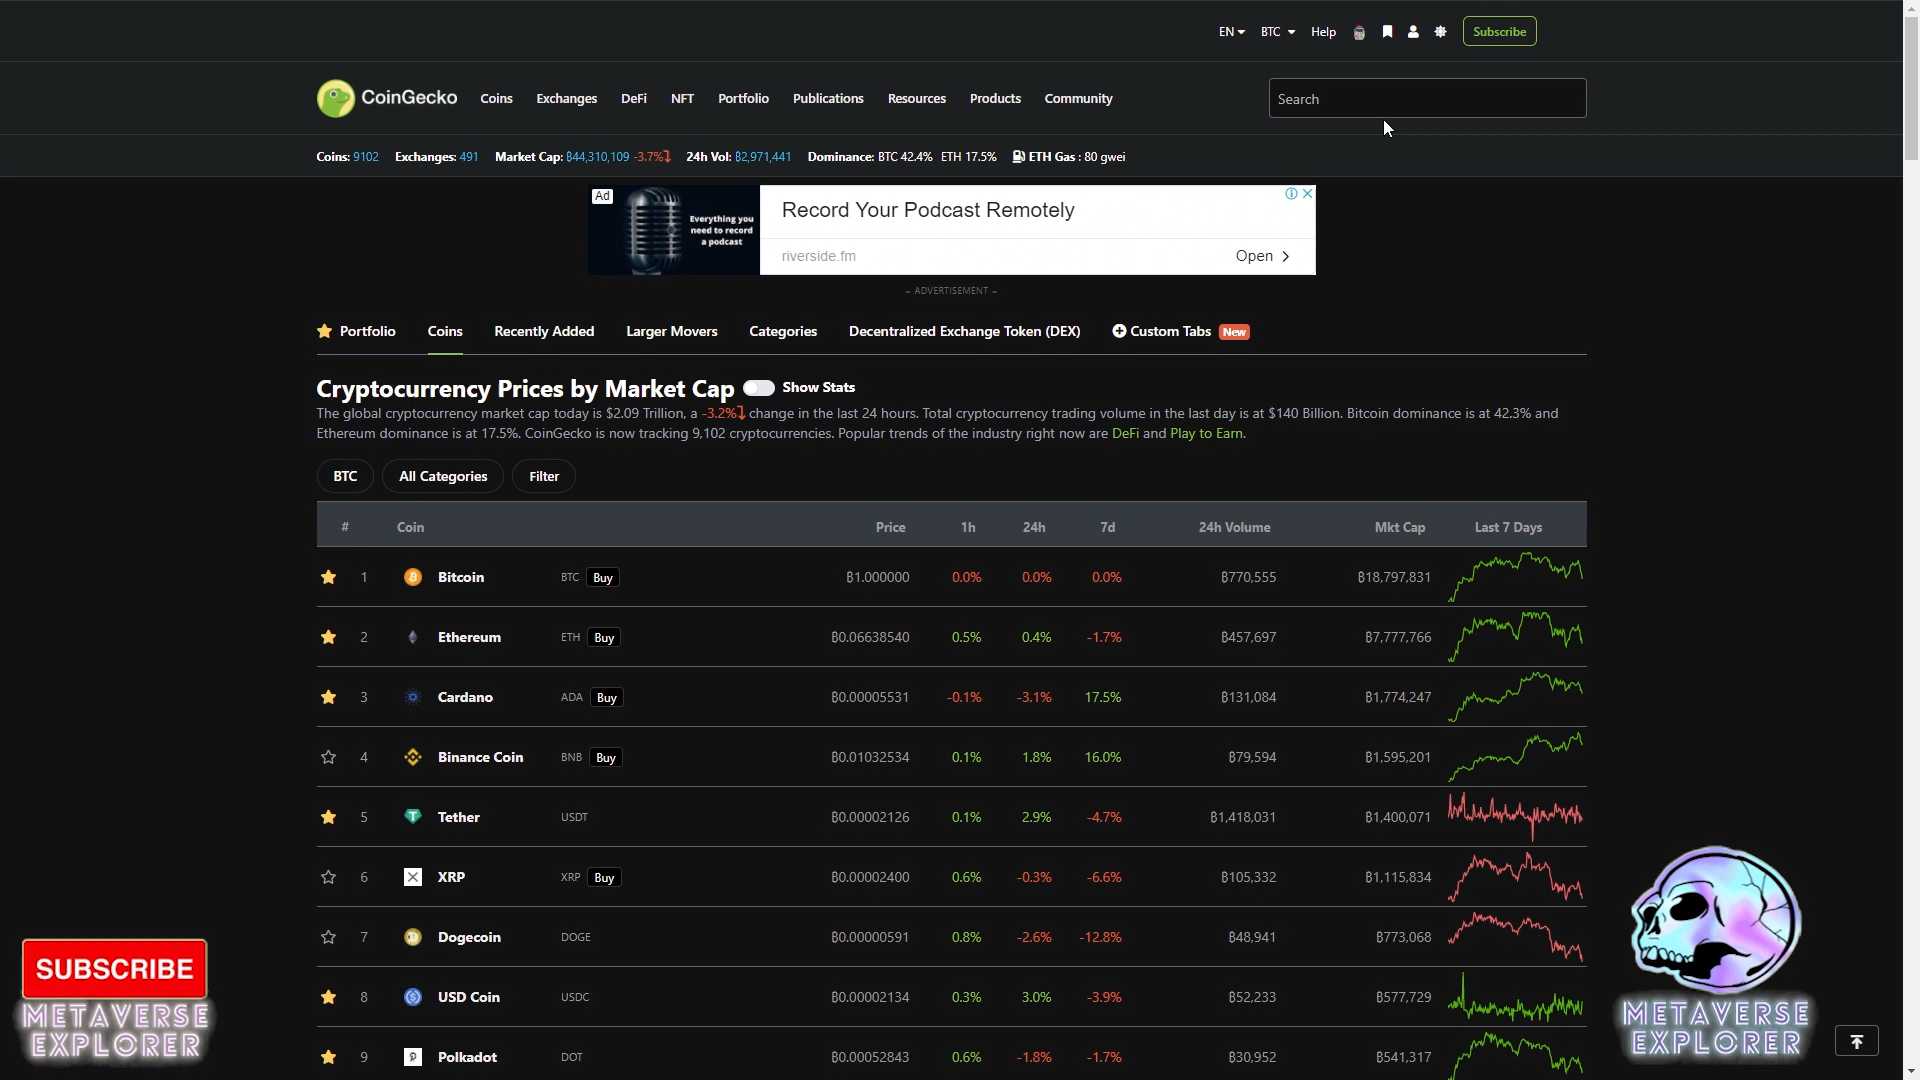 EN BTC Help Subscribe
CoinGecko Coins Exchanges DeFi NFT Portfolio Publications Resources Products Community Search
Coins: 9102 Exchanges: 491 Market Cap: ₿44,310,109 -3.7% 24h Vol: ₿2,971,441 Dominance: BTC 42.4% ETH 17.5% ETH Gas : 80 gwei
Ad
Everything you
need to record
a podcast
Record Your Podcast Remotely
riverside.fm Open
~ ADVERTISEMENT ~
Portfolio Coins Recently Added Larger Movers Categories Decentralized Exchange Token (DEX) Custom Tabs New
Cryptocurrency Prices by Market Cap Show Stats
The global cryptocurrency market cap today is $2.09 Trillion, a -3.2% change in the last 24 hours. Total cryptocurrency trading volume in the last day is at $140 Billion. Bitcoin dominance is at 42.3% and
Ethereum dominance is at 17.5%. CoinGecko is now tracking 9,102 cryptocurrencies. Popular trends of the industry right now are DeFi and Play to Earn.
BTC All Categories Filter
# Coin Price 1h 24h 7d 24h Volume Mkt Cap Last 7 Days
1 Bitcoin BTC Buy ₿1.000000 0.0% 0.0% 0.0% ₿770,555 ₿18,797,831
2 Ethereum ETH Buy ₿0.06638540 0.5% 0.4% -1.7% ₿457,697 ₿7,777,766
3 Cardano ADA Buy ₿0.00005531 -0.1% -3.1% 17.5% ₿131,084 ₿1,774,247
4 Binance Coin BNB Buy ₿0.01032534 0.1% 1.8% 16.0% ₿79,594 ₿1,595,201
5 Tether USDT ₿0.00002126 0.1% 2.9% -4.7% ₿1,418,031 ₿1,400,071
6 XRP XRP Buy ₿0.00002400 0.6% -0.3% -6.6% ₿105,332 ₿1,115,834
7 Dogecoin DOGE ₿0.00000591 0.8% -2.6% -12.8% ₿48,941 ₿773,068
8 USD Coin USDC ₿0.00002134 0.3% 3.0% -3.9% ₿52,233 ₿577,729
9 Polkadot DOT ₿0.00052843 0.6% -1.8% -1.7% ₿30,952 ₿541,317
SUBSCRIBE
METAVERSE
EXPLORER
METAVERSE
EXPLORER